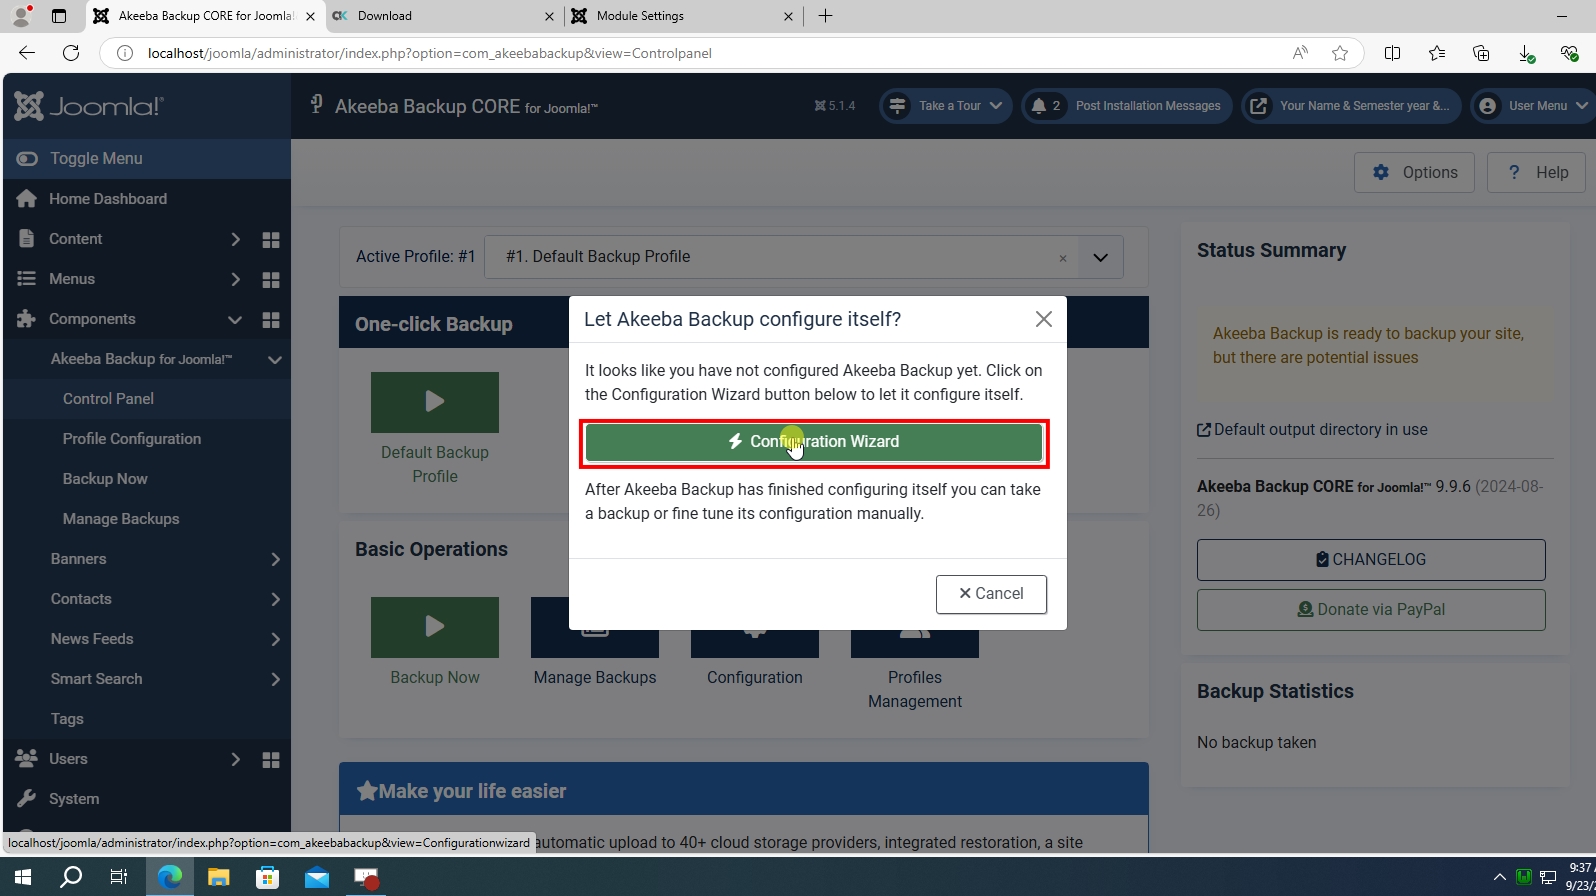 Akeeba Backup CORE for Joomla!
Download
Module Settings
localhost/joomla/administrator/index.php?option=com_akeebabackup&view=Controlpanel
Joomla!®
Akeeba Backup CORE for Joomla!™
5.1.4
Take a Tour
2 Post Installation Messages
Your Name & Semester year &...
User Menu
Toggle Menu
Options
? Help
Home Dashboard
Content
Menus
Components
Akeeba Backup for Joomla!™
Control Panel
Profile Configuration
Backup Now
Manage Backups
Banners
Contacts
News Feeds
Smart Search
Tags
Users
System
Active Profile: #1
#1. Default Backup Profile
One-click Backup
Default Backup
Profile
Basic Operations
Backup Now
Manage Backups
Configuration
Profiles
Management
Make your life easier
automatic upload to 40+ cloud storage providers, integrated restoration, a site
Let Akeeba Backup configure itself?
It looks like you have not configured Akeeba Backup yet. Click on
the Configuration Wizard button below to let it configure itself.
Configuration Wizard
After Akeeba Backup has finished configuring itself you can take
a backup or fine tune its configuration manually.
Cancel
Status Summary
Akeeba Backup is ready to backup your site,
but there are potential issues
Default output directory in use
Akeeba Backup CORE for Joomla!™ 9.9.6 (2024-08-
26)
CHANGELOG
Donate via PayPal
Backup Statistics
No backup taken
localhost/joomla/administrator/index.php?option=com_akeebabackup&view=Configurationwizard
9:37
9/23/